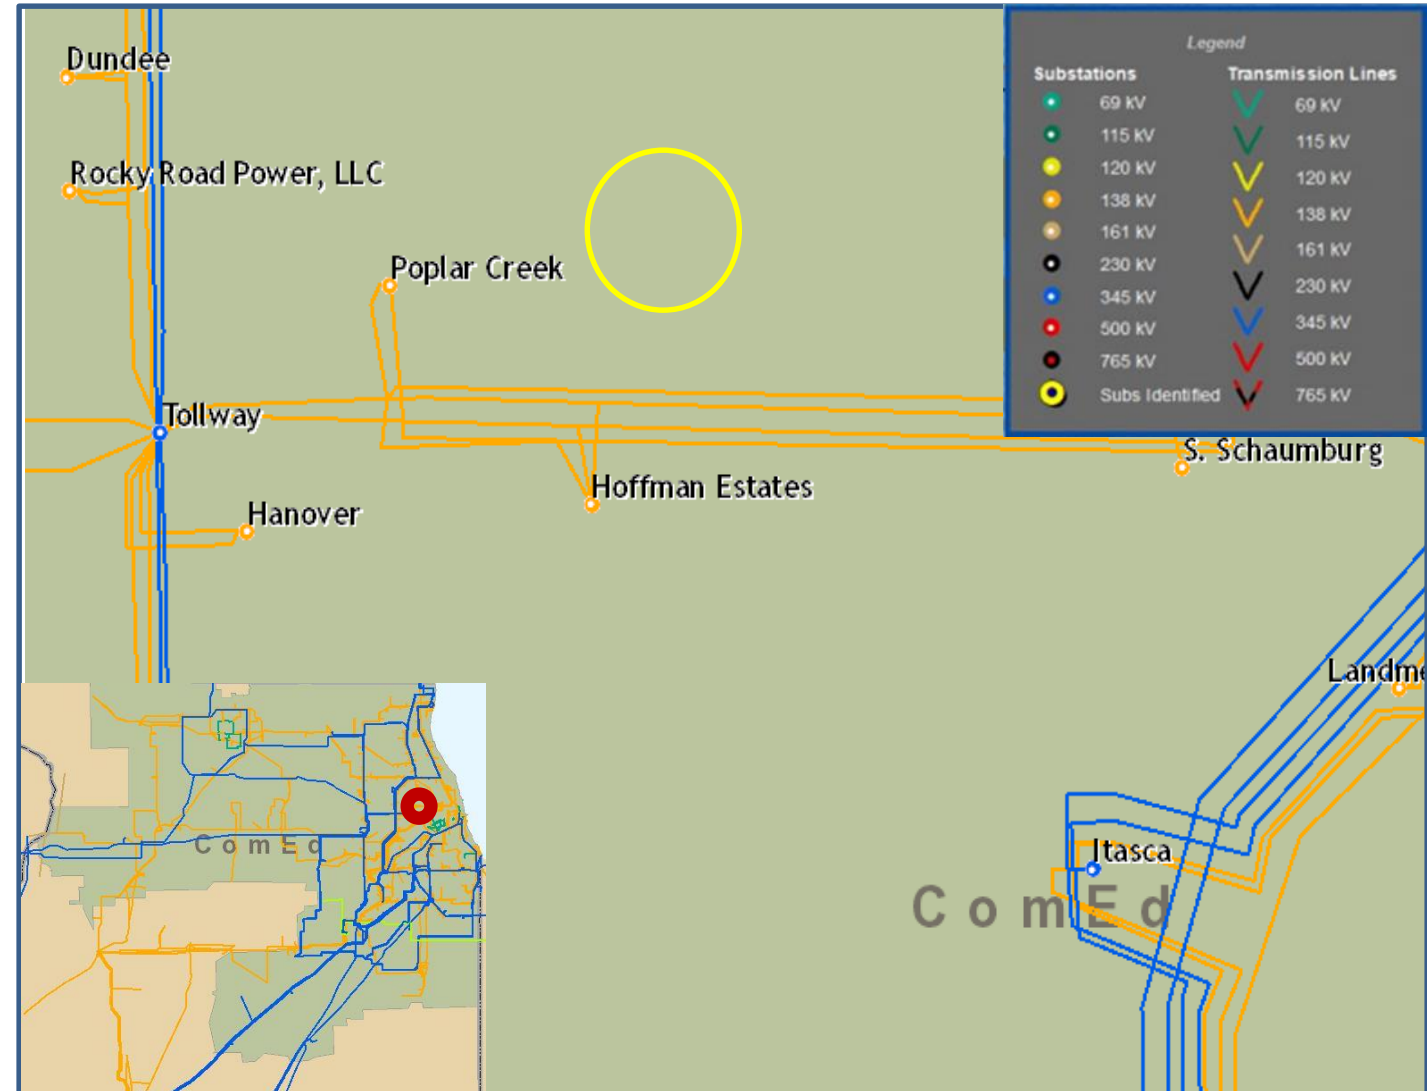 Dundee
Rocky Road Power, LLC
Poplar Creek
Tollway
Hanover
Hoffman Estates
S. Schaumburg
Landme
Itasca
ComEd
ComEd
Legend
Substations Transmission Lines
69 kV 69 kV
115 kV 115 kV
120 kV 120 kV
138 kV 138 kV
161 kV 161 kV
230 kV 230 kV
345 kV 345 kV
500 kV 500 kV
765 kV 765 kV
Subs Identified